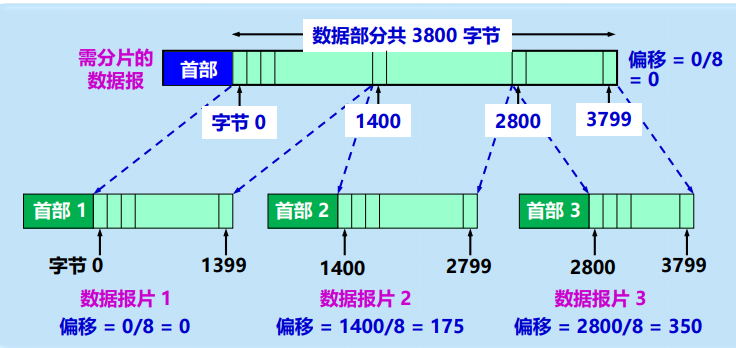 数据部分共 3800 字节
需分片的
数据报
首部
偏移 = 0/8
= 0
字节 0
1400
2800
3799
首部 1
首部 2
首部 3
字节 0
1399
1400
2799
2800
3799
数据报片 1
数据报片 2
数据报片 3
偏移 = 0/8 = 0
偏移 = 1400/8 = 175
偏移 = 2800/8 = 350